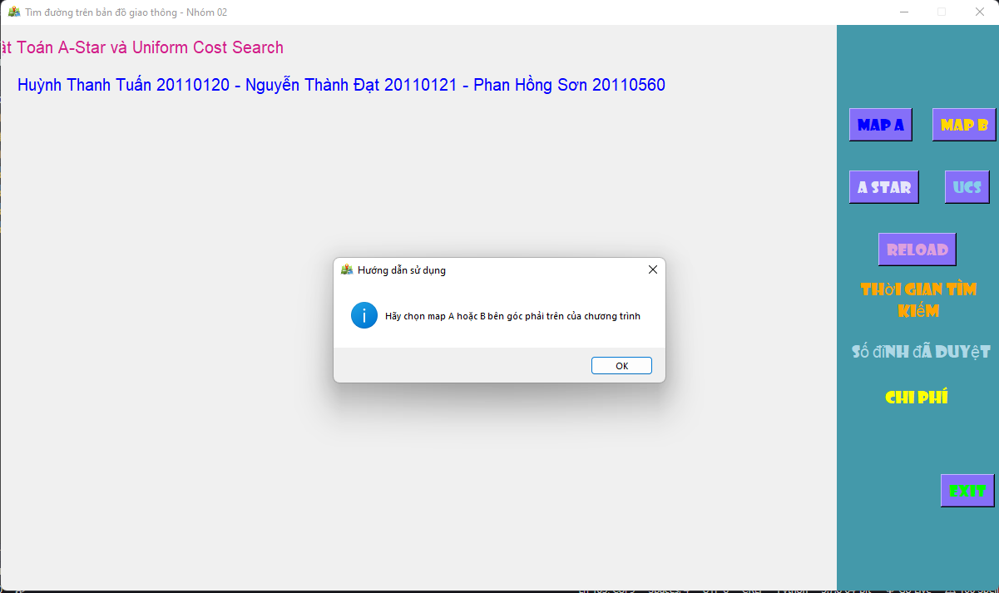 Tìm đường trên bản đồ giao thông - Nhóm 02
ật Toán A-Star và Uniform Cost Search
Huỳnh Thanh Tuấn 20110120 - Nguyễn Thành Đạt 20110121 - Phan Hồng Sơn 20110560
MAP A
MAP B
A STAR
UCS
RELOAD
Hướng dẫn sử dụng
Hãy chọn map A hoặc B bên góc phải trên của chương trình
OK
THờI GIAN TÌM
KIếM
Số đỉNH đÃ DUYệT
CHI PHÍ
EXIT